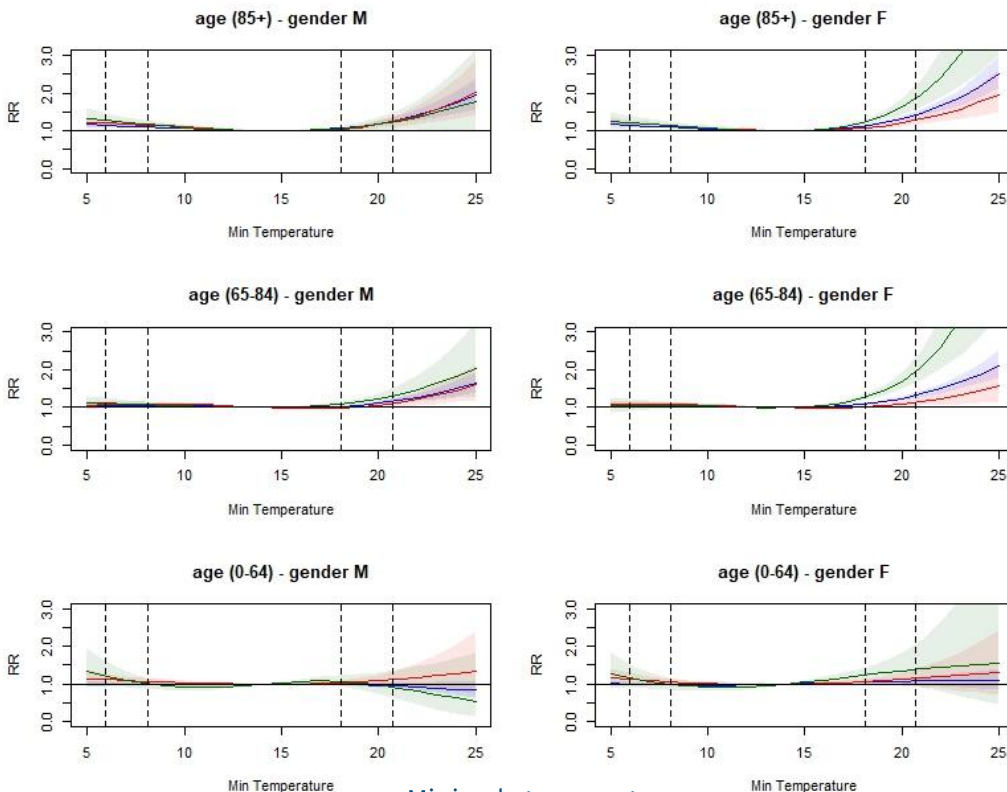 age (85+) - gender M
RR
0.0 1.0 2.0 3.0
5 10 15 20 25
Min Temperature
age (85+) - gender F
RR
0.0 1.0 2.0 3.0
5 10 15 20 25
Min Temperature
age (65-84) - gender M
RR
0.0 1.0 2.0 3.0
5 10 15 20 25
Min Temperature
age (65-84) - gender F
RR
0.0 1.0 2.0 3.0
5 10 15 20 25
Min Temperature
age (0-64) - gender M
RR
0.0 1.0 2.0 3.0
5 10 15 20 25
Min Temperature
age (0-64) - gender F
RR
0.0 1.0 2.0 3.0
5 10 15 20 25
Min Temperature